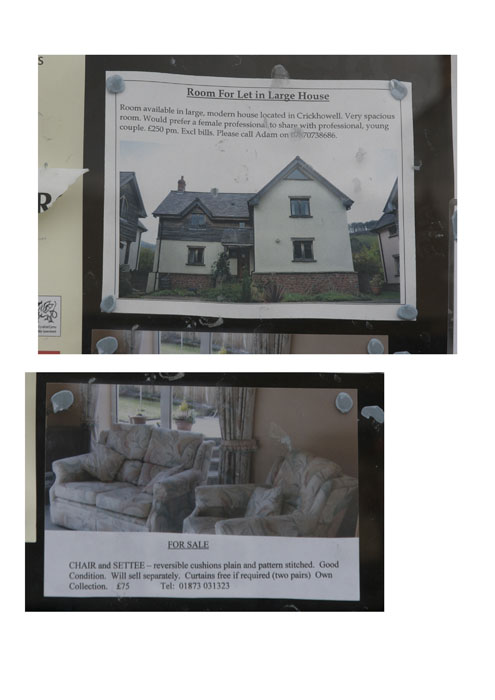 S
Room For Let in Large House
Room available in large, modern house located in Crickhowell. Very spacious
room. Would prefer a female professional to share with professional, young
couple. £250 pm. Excl bills. Please call Adam on 70738686.
R
FOR SALE
CHAIR and SETTEE – reversible cushions plain and pattern stitched. Good
Condition. Will sell separately. Curtains free if required (two pairs) Own
Collection. £75 Tel: 01873 031323